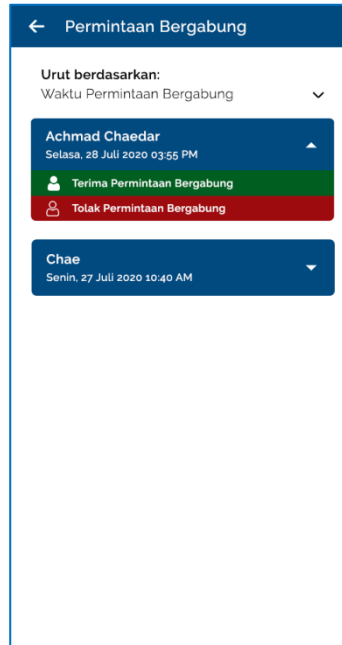 Permintaan Bergabung
Urut berdasarkan:
Waktu Permintaan Bergabung
Achmad Chaedar
Selasa, 28 Juli 2020 03:55 PM
Terima Permintaan Bergabung
Tolak Permintaan Bergabung
Chae
Senin, 27 Juli 2020 10:40 AM